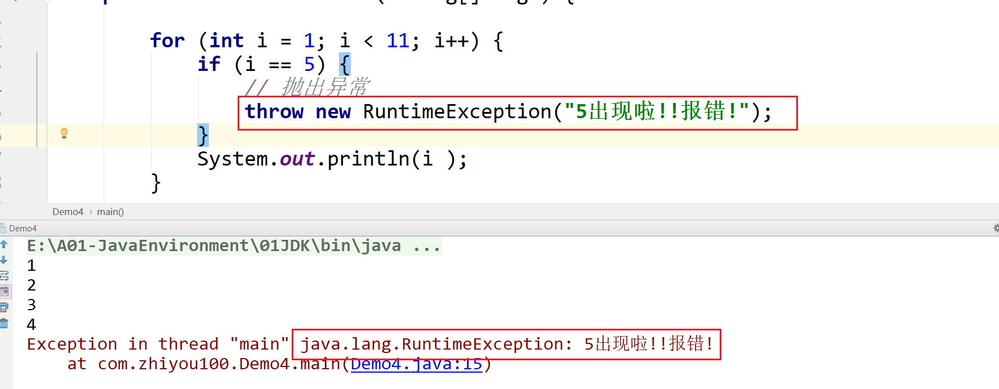 for (int i = 1; i < 11; i++) {
if (i == 5) {
// 抛出异常
throw new RuntimeException("5出现啦!!报错!");
}
System.out.println(i );
}
Demo4 › main()
Demo4
E:\A01-JavaEnvironment\01JDK\bin\java ...
1
2
3
4
Exception in thread "main" java.lang.RuntimeException: 5出现啦!!报错!
at com.zhiyou100.Demo4.main(Demo4.java:15)